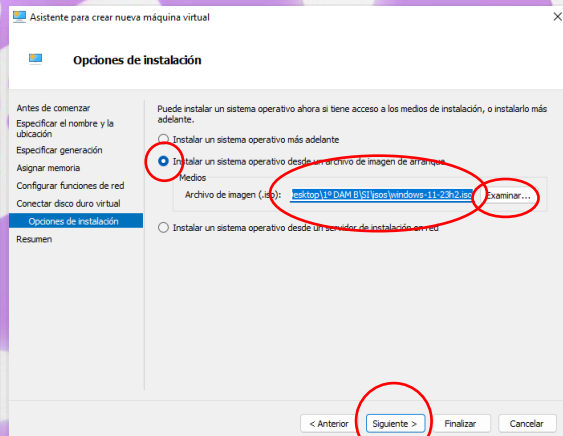 Asistente para crear nueva máquina virtual
Opciones de instalación
Antes de comenzar
Especificar el nombre y la
ubicación
Especificar generación
Asignar memoria
Configurar funciones de red
Conectar disco duro virtual
Opciones de instalación
Resumen
Puede instalar un sistema operativo ahora si tiene acceso a los medios de instalación, o instalarlo más
adelante.
Instalar un sistema operativo más adelante
Instalar un sistema operativo desde un archivo de imagen de arranque
Medios
Archivo de imagen (.iso): esktop\1º DAM B\SI\isos\windows-11-23h2.iso Examinar...
Instalar un sistema operativo desde un servidor de instalación en red
< Anterior Siguiente > Finalizar Cancelar